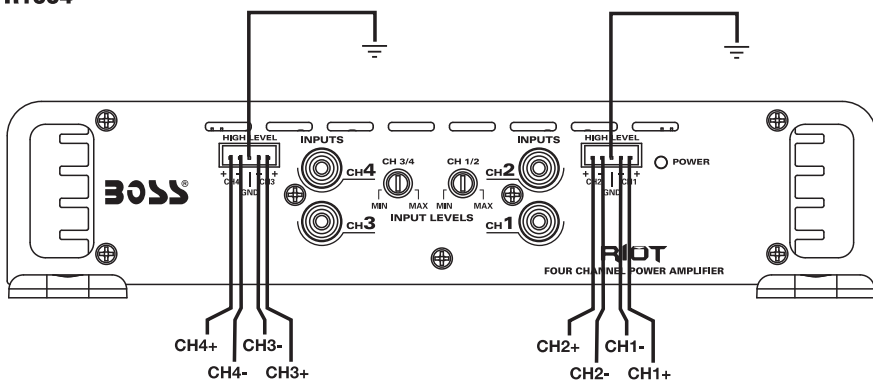 HIGH LEVEL
INPUTS
INPUTS
HIGH LEVEL
+ - - +
CH4 CH3
GND
CH4
CH 3/4
CH 1/2
CH2
+ - - +
CH2 CH1
GND
POWER
BOSS®
MIN MAX
MIN MAX
INPUT LEVELS
CH3
CH1
RIOT
FOUR CHANNEL POWER AMPLIFIER
CH4+ CH3-
CH4- CH3+
CH2+ CH1-
CH2- CH1+